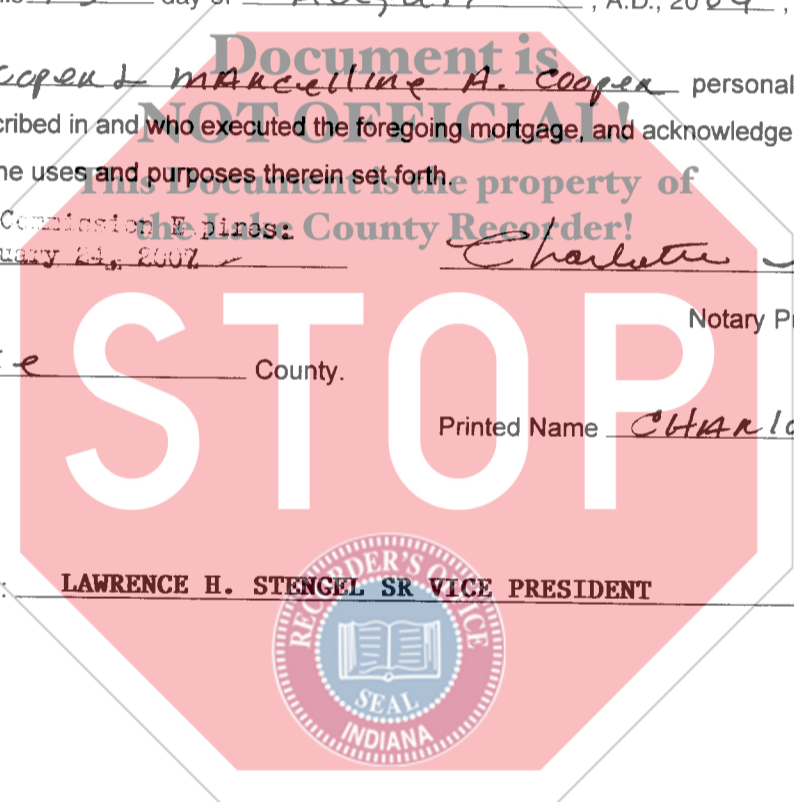 day of August , A.D., 2004 ,
Document is
Cooper & Marcelline A. Cooper personal
NOT OFFICIAL!
cribed in and who executed the foregoing mortgage, and acknowledge
he uses and purposes therein set forth.
This Document is the property of
the Lake County Recorder!
Commission Expires:
uary 24, 2007
Charlotte
STOP
Notary P
County.
Printed Name CHARlo
LAWRENCE H. STENGEL SR VICE PRESIDENT
RECORDER'S OFFICE
SEAL
INDIANA